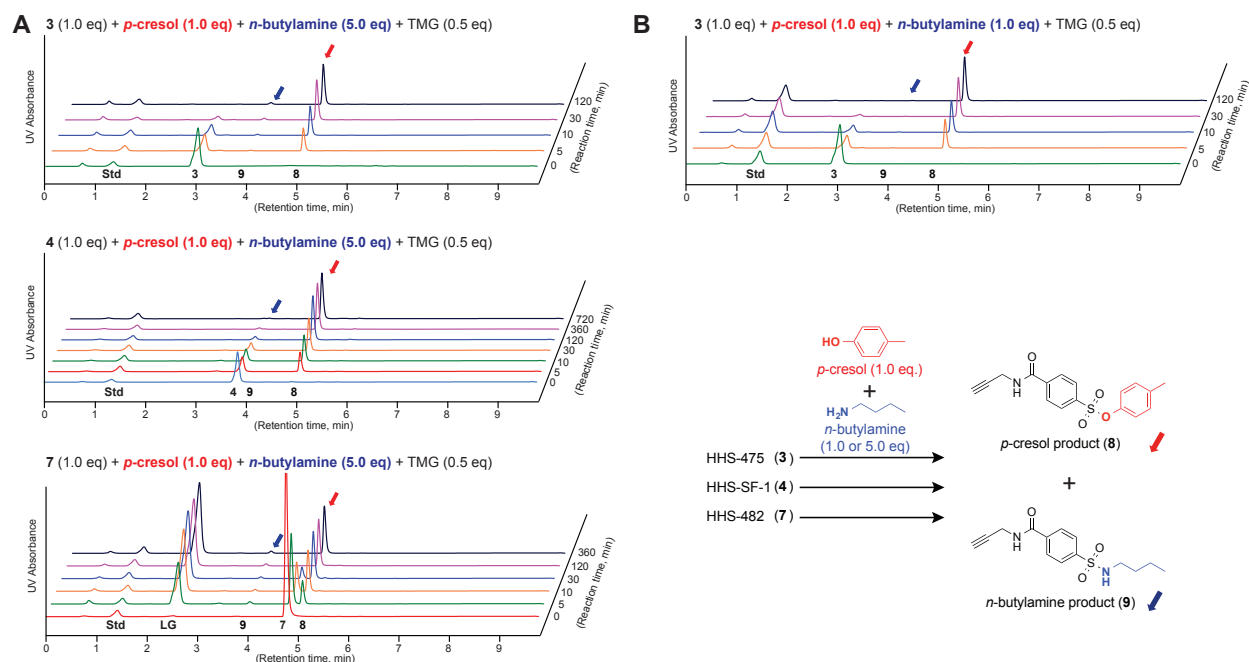 A
3 (1.0 eq) + p-cresol (1.0 eq) + n-butylamine (5.0 eq) + TMG (0.5 eq)
UV Absorbance
120
30
10
5
0
(Reaction time, min)
Std 3 9 8
0 1 2 3 4 5 6 7 8 9
(Retention time, min)
4 (1.0 eq) + p-cresol (1.0 eq) + n-butylamine (5.0 eq) + TMG (0.5 eq)
UV Absorbance
720
360
120
30
10
5
0
(Reaction time, min)
Std 4 9 8
0 1 2 3 4 5 6 7 8 9
(Retention time, min)
7 (1.0 eq) + p-cresol (1.0 eq) + n-butylamine (5.0 eq) + TMG (0.5 eq)
UV Absorbance
360
120
30
10
5
0
(Reaction time, min)
Std LG 9 7 8
0 1 2 3 4 5 6 7 8 9
(Retention time, min)
B
3 (1.0 eq) + p-cresol (1.0 eq) + n-butylamine (1.0 eq) + TMG (0.5 eq)
UV Absorbance
120
30
10
5
0
(Reaction time, min)
Std 3 9 8
0 1 2 3 4 5 6 7 8 9
(Retention time, min)
HO
p-cresol (1.0 eq.)
+
H2N
n-butylamine
(1.0 or 5.0 eq)
HHS-475 (3)
HHS-SF-1 (4)
HHS-482 (7)
O
N
H
O
S
O
O
p-cresol product (8)
+
O
N
H
O
S
O
N
H
n-butylamine product (9)